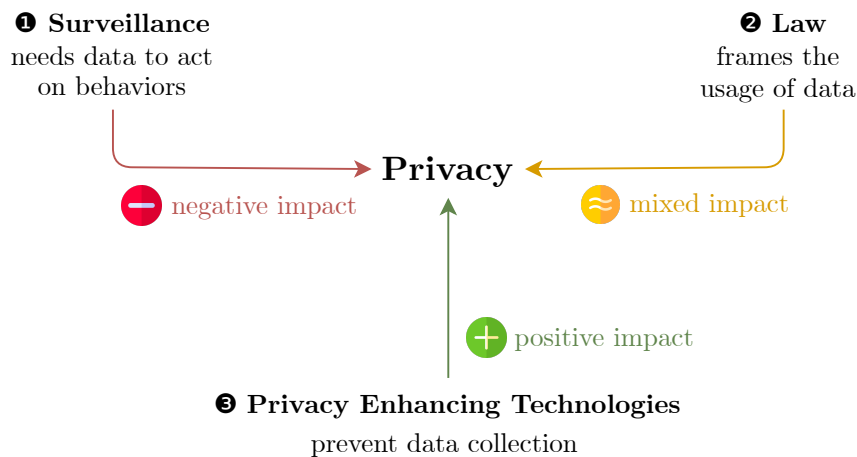 ❶ Surveillance
needs data to act
on behaviors
❷ Law
frames the
usage of data
Privacy
negative impact
mixed impact
positive impact
❸ Privacy Enhancing Technologies
prevent data collection